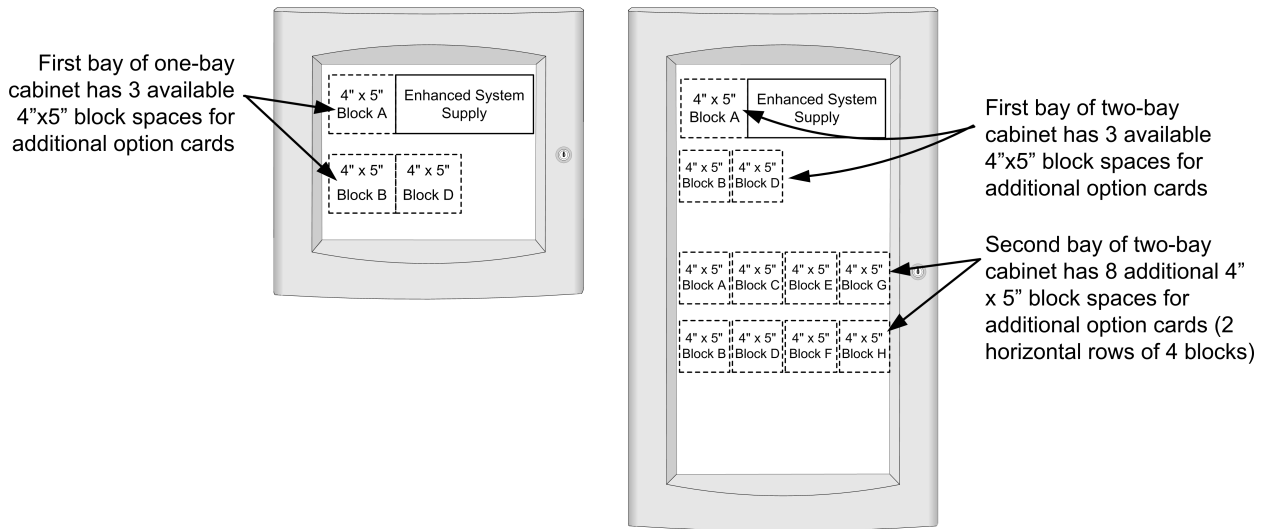 First bay of one-bay
cabinet has 3 available
4”x5” block spaces for
additional option cards
4" x 5"
Block A
Enhanced System
Supply
4" x 5"
Block B
4" x 5"
Block D
4" x 5"
Block A
Enhanced System
Supply
4" x 5"
Block B
4" x 5"
Block D
4" x 5"
Block A
4" x 5"
Block C
4" x 5"
Block E
4" x 5"
Block G
4" x 5"
Block B
4" x 5"
Block D
4" x 5"
Block F
4" x 5"
Block H
First bay of two-bay
cabinet has 3 available
4”x5” block spaces for
additional option cards
Second bay of two-bay
cabinet has 8 additional 4”
x 5” block spaces for
additional option cards (2
horizontal rows of 4 blocks)